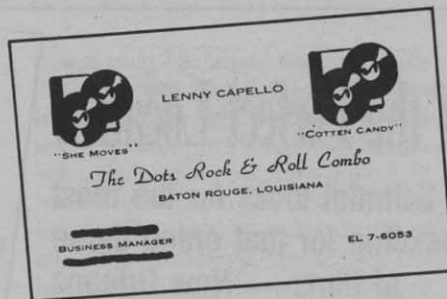 LENNY CAPELLO
"SHE MOVES"
"COTTEN CANDY"
The Dots Rock & Roll Combo
BATON ROUGE, LOUISIANA
BUSINESS MANAGER
EL 7-6053